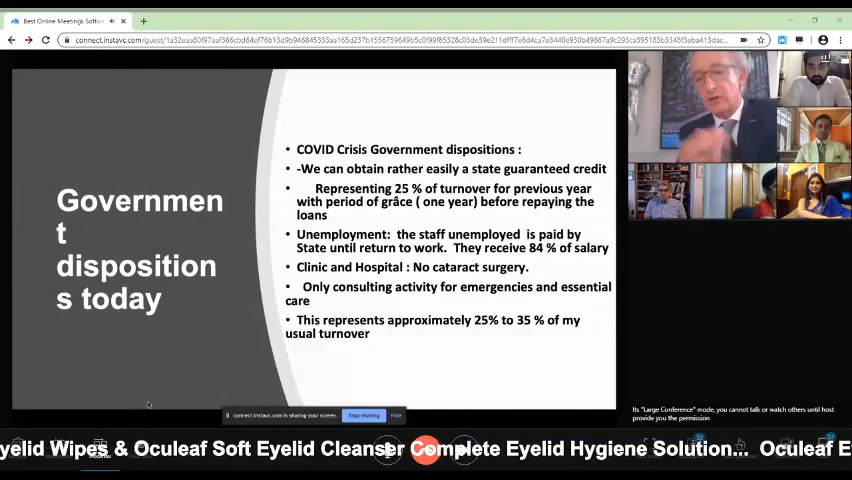 Best Online Meetings Softw
Governmen
t
disposition
s today
• COVID Crisis Government dispositions :
• -We can obtain rather easily a state guaranteed credit
• Representing 25 % of turnover for previous year
with period of grâce ( one year) before repaying the
loans
• Unemployment: the staff unemployed is paid by
State until return to work. They receive 84 % of salary
• Clinic and Hospital : No cataract surgery.
• Only consulting activity for emergencies and essential
care
• This represents approximately 25% to 35 % of my
usual turnover
Its "Large Conference" mode, you cannot talk or watch others until host
provide you the permission
connect.instavc.com is sharing your screen. Stop sharing Hide
yelid Wipes & Oculeaf Soft Eyelid Cleanser Complete Eyelid Hygiene Solution... Oculeaf E